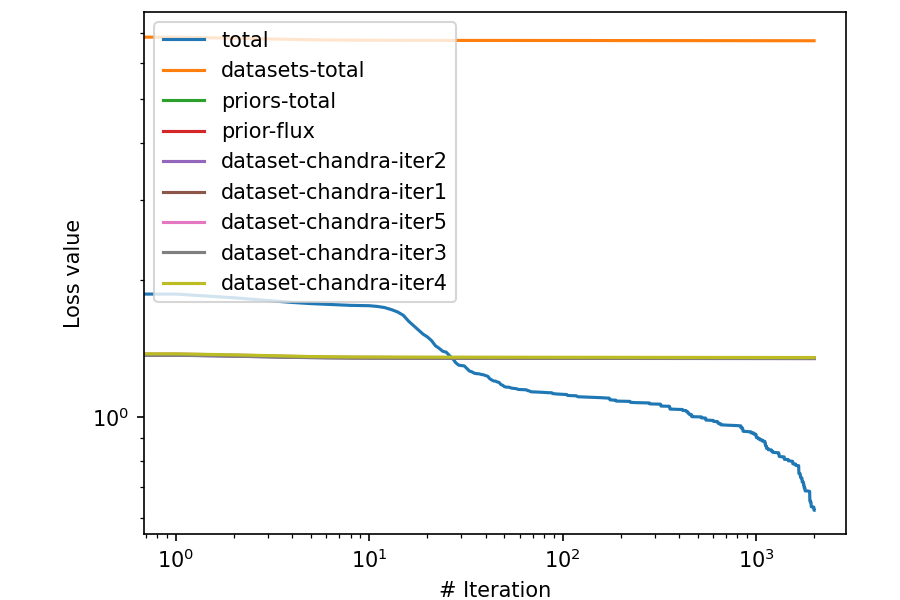 total
datasets-total
priors-total
prior-flux
dataset-chandra-iter2
dataset-chandra-iter1
dataset-chandra-iter5
dataset-chandra-iter3
dataset-chandra-iter4
Loss value
10⁰
10⁰ 10¹ 10² 10³
# Iteration